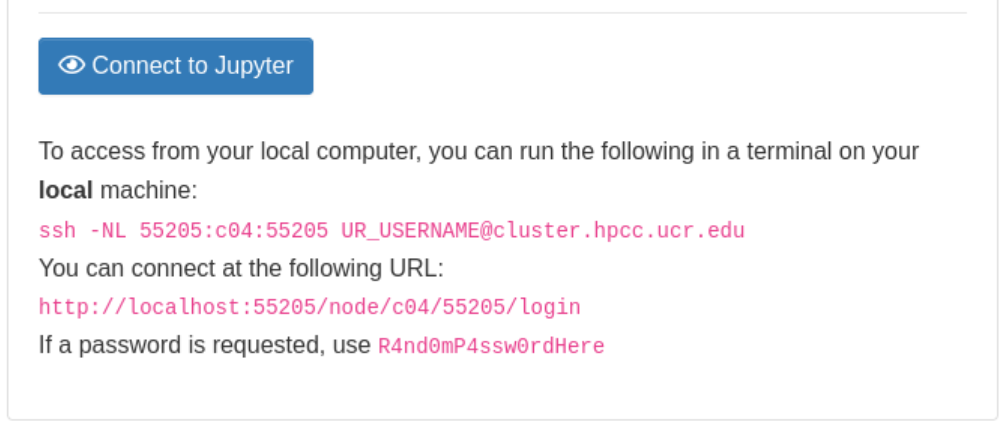 Connect to Jupyter
To access from your local computer, you can run the following in a terminal on your
local machine:
ssh -NL 55205:c04:55205 UR_USERNAME@cluster.hpcc.ucr.edu
You can connect at the following URL:
http://localhost:55205/node/c04/55205/login
If a password is requested, use R4nd0mP4ssw0rdHere